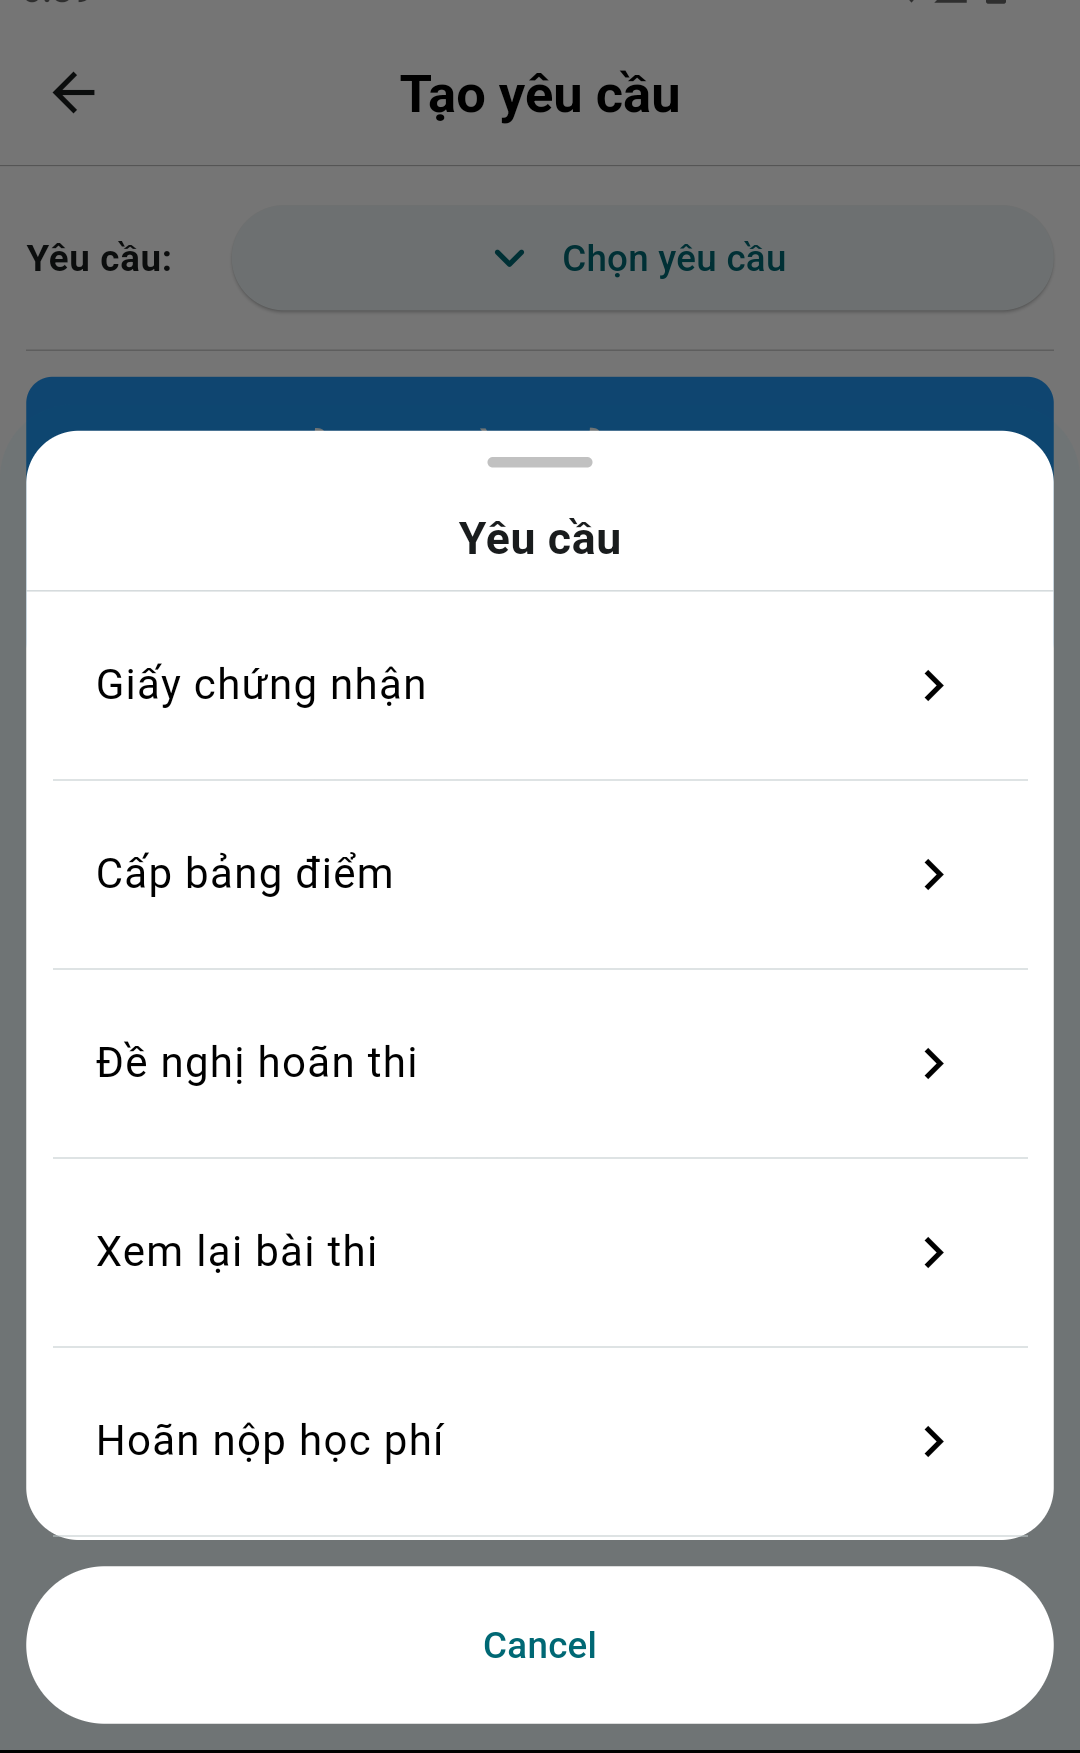 Tạo yêu cầu
Yêu cầu:
Chọn yêu cầu
Yêu cầu
Giấy chứng nhận
Cấp bảng điểm
Đề nghị hoãn thi
Xem lại bài thi
Hoãn nộp học phí
Cancel